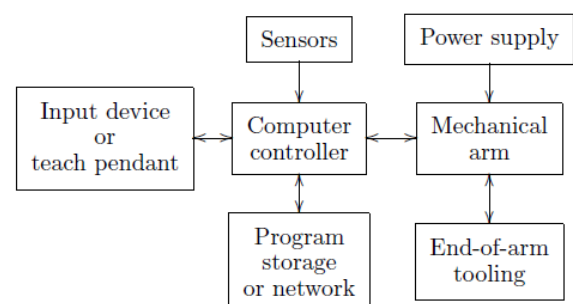 Sensors
Power supply
Input device
or
teach pendant
Computer
controller
Mechanical
arm
Program
storage
or network
End-of-arm
tooling